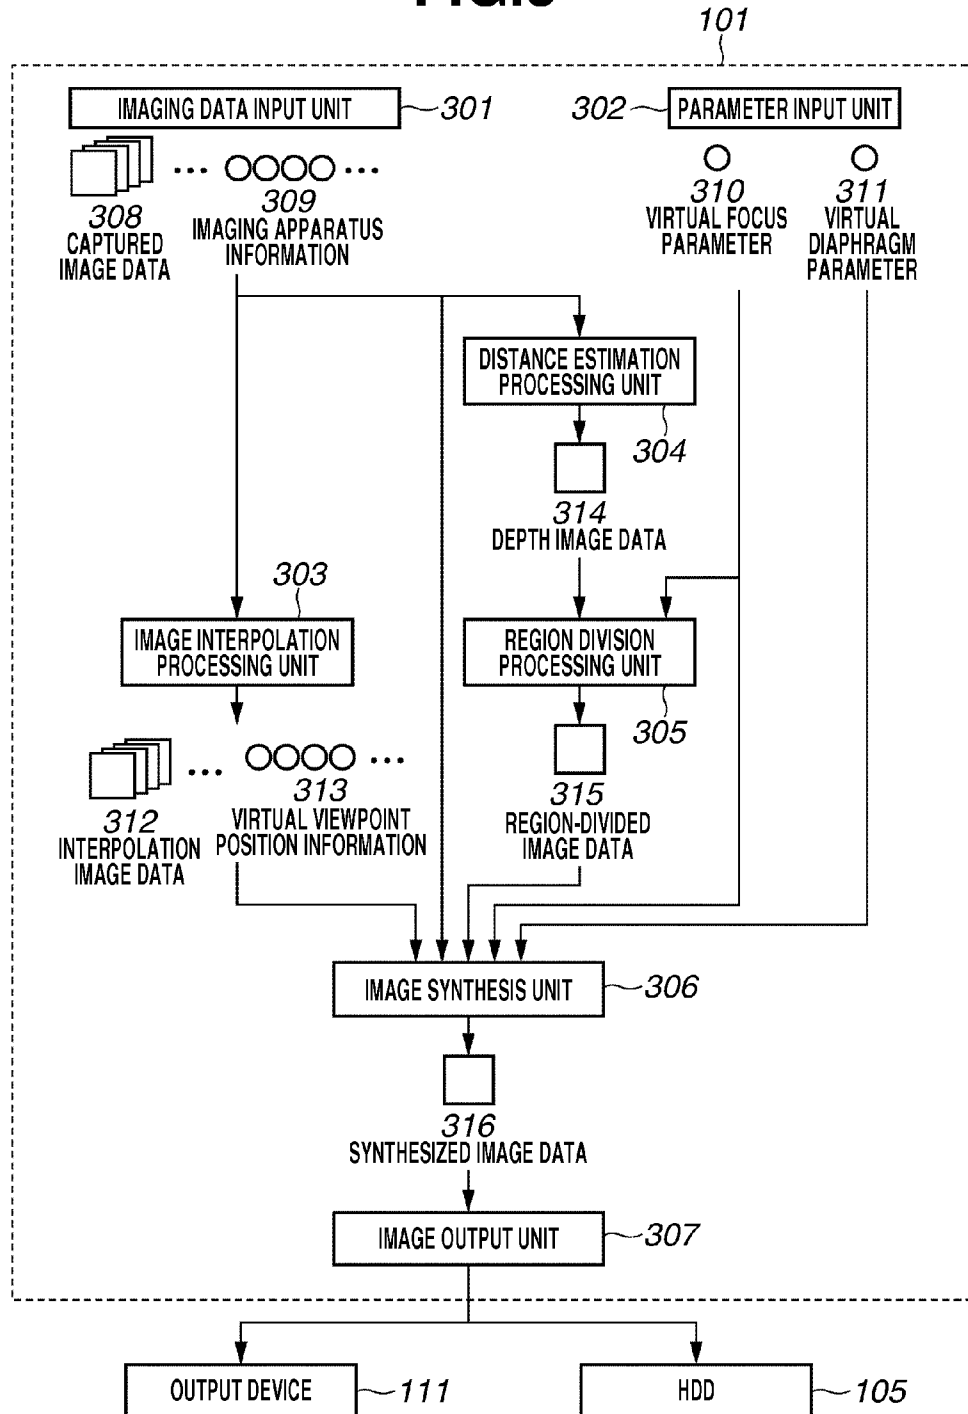 101
IMAGING DATA INPUT UNIT
301
302
PARAMETER INPUT UNIT
...
...
308
CAPTURED
IMAGE DATA
309
IMAGING APPARATUS
INFORMATION
310
VIRTUAL FOCUS
PARAMETER
311
VIRTUAL
DIAPHRAGM
PARAMETER
DISTANCE ESTIMATION
PROCESSING UNIT
304
314
DEPTH IMAGE DATA
303
IMAGE INTERPOLATION
PROCESSING UNIT
REGION DIVISION
PROCESSING UNIT
305
...
...
312
INTERPOLATION
IMAGE DATA
313
VIRTUAL VIEWPOINT
POSITION INFORMATION
315
REGION-DIVIDED
IMAGE DATA
IMAGE SYNTHESIS UNIT
306
316
SYNTHESIZED IMAGE DATA
IMAGE OUTPUT UNIT
307
OUTPUT DEVICE
111
HDD
105